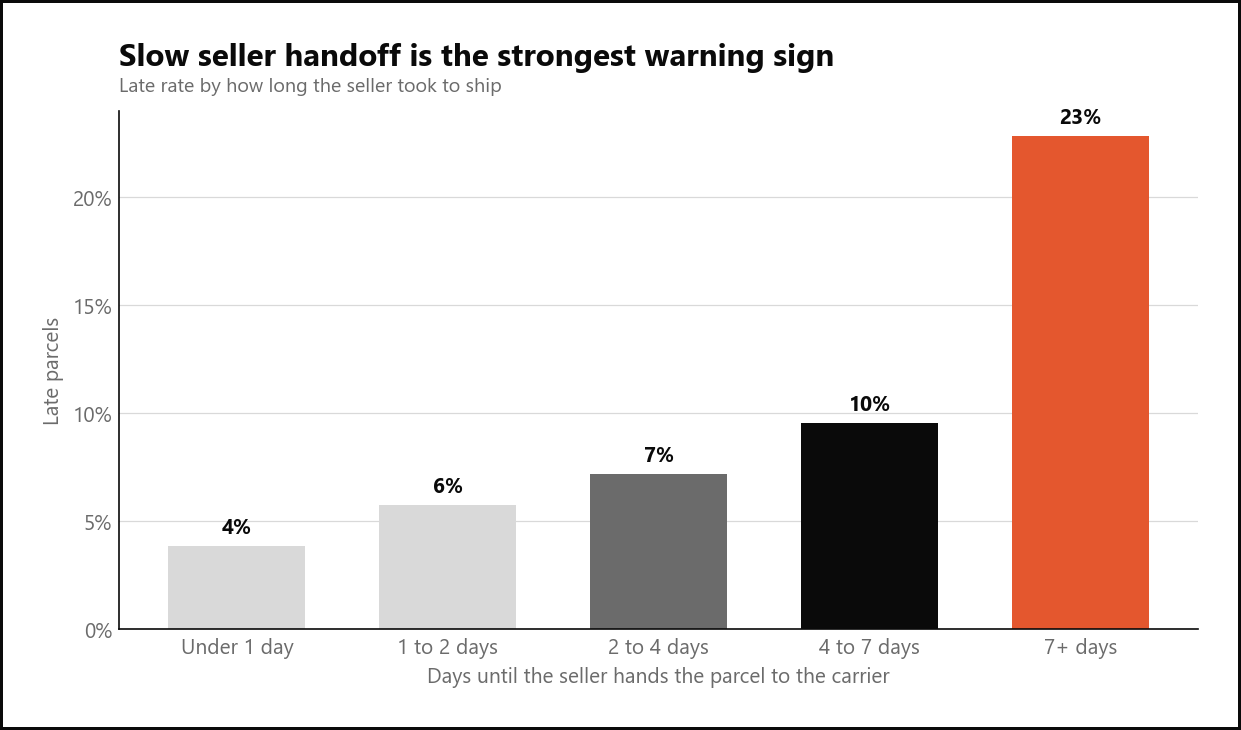 Slow seller handoff is the strongest warning sign
Late rate by how long the seller took to ship
23%
20%
15%
10%
10%
7%
6%
5%
4%
0%
Late parcels
Under 1 day
1 to 2 days
2 to 4 days
4 to 7 days
7+ days
Days until the seller hands the parcel to the carrier